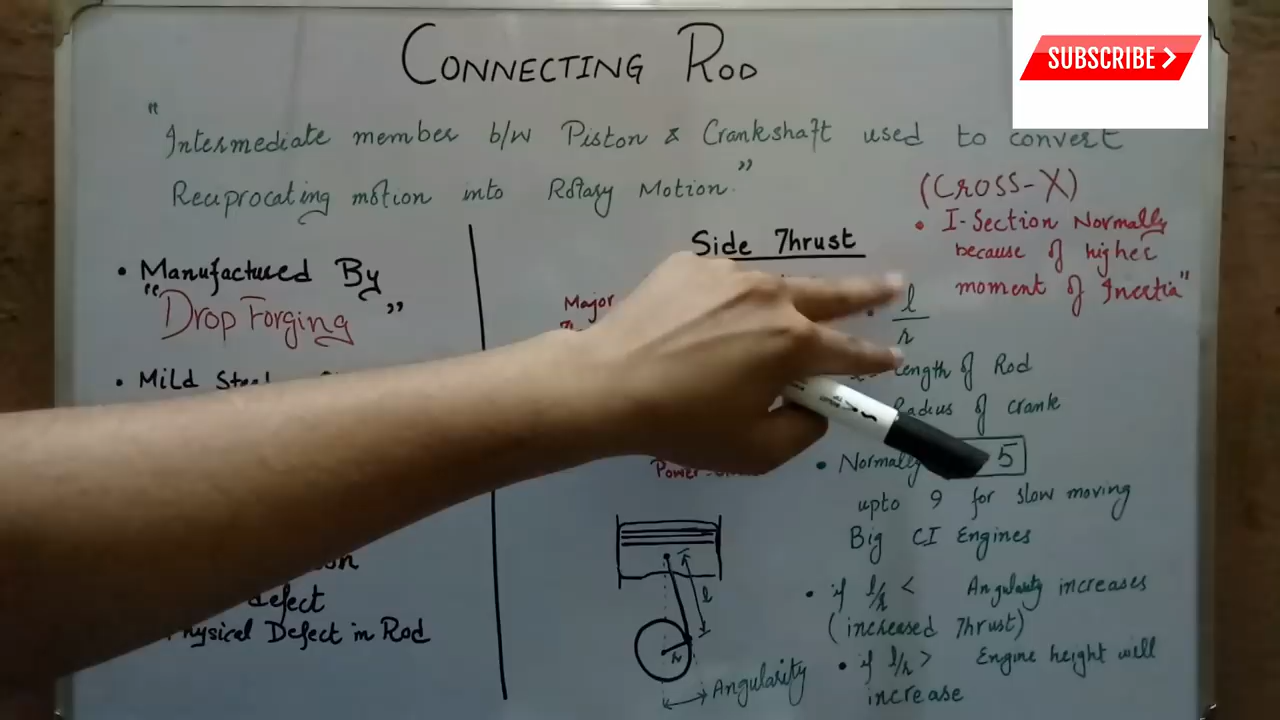 CONNECTING ROD
SUBSCRIBE
" Intermediate member b/w Piston & Crankshaft used to convert
Reciprocating motion into Rotary Motion."
(CROSS-X)
• I-Section Normally
because of higher
moment of Inertia"
• Manufactured By
"Drop Forging"
• Mild
Side Thrust
Major
l
r
Length of Rod
Radius of crank
• Normally 5
upto 9 for slow moving
Big CI Engines
• if l/r < Angularity increases
(increased Thrust)
• if l/r > Engine height will
increase
defect
Physical Defect in Rod
l
r
Angularity